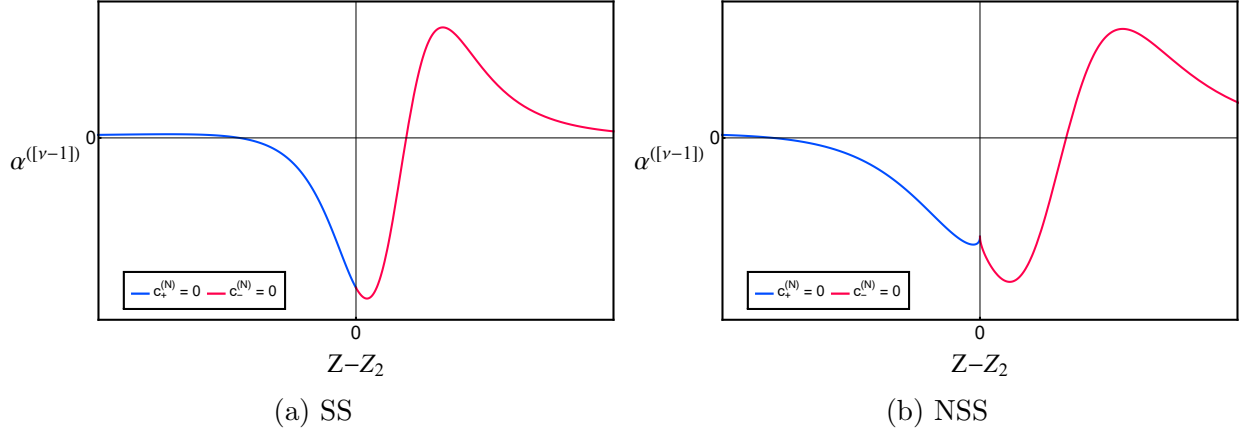 0
α^([ν−1])
c₊^(N) = 0 c₋^(N) = 0
0
Z−Z₂
(a) SS
0
α^([ν−1])
c₊^(N) = 0 c₋^(N) = 0
0
Z−Z₂
(b) NSS